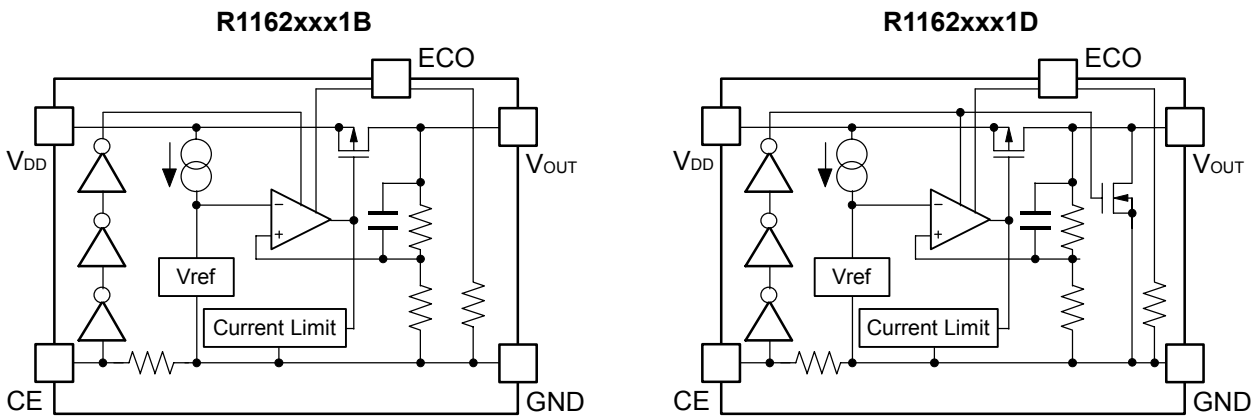 R1162xxx1B
ECO
VDD
VOUT
−
+
Vref
Current Limit
CE
GND
R1162xxx1D
ECO
VDD
VOUT
−
+
Vref
Current Limit
CE
GND